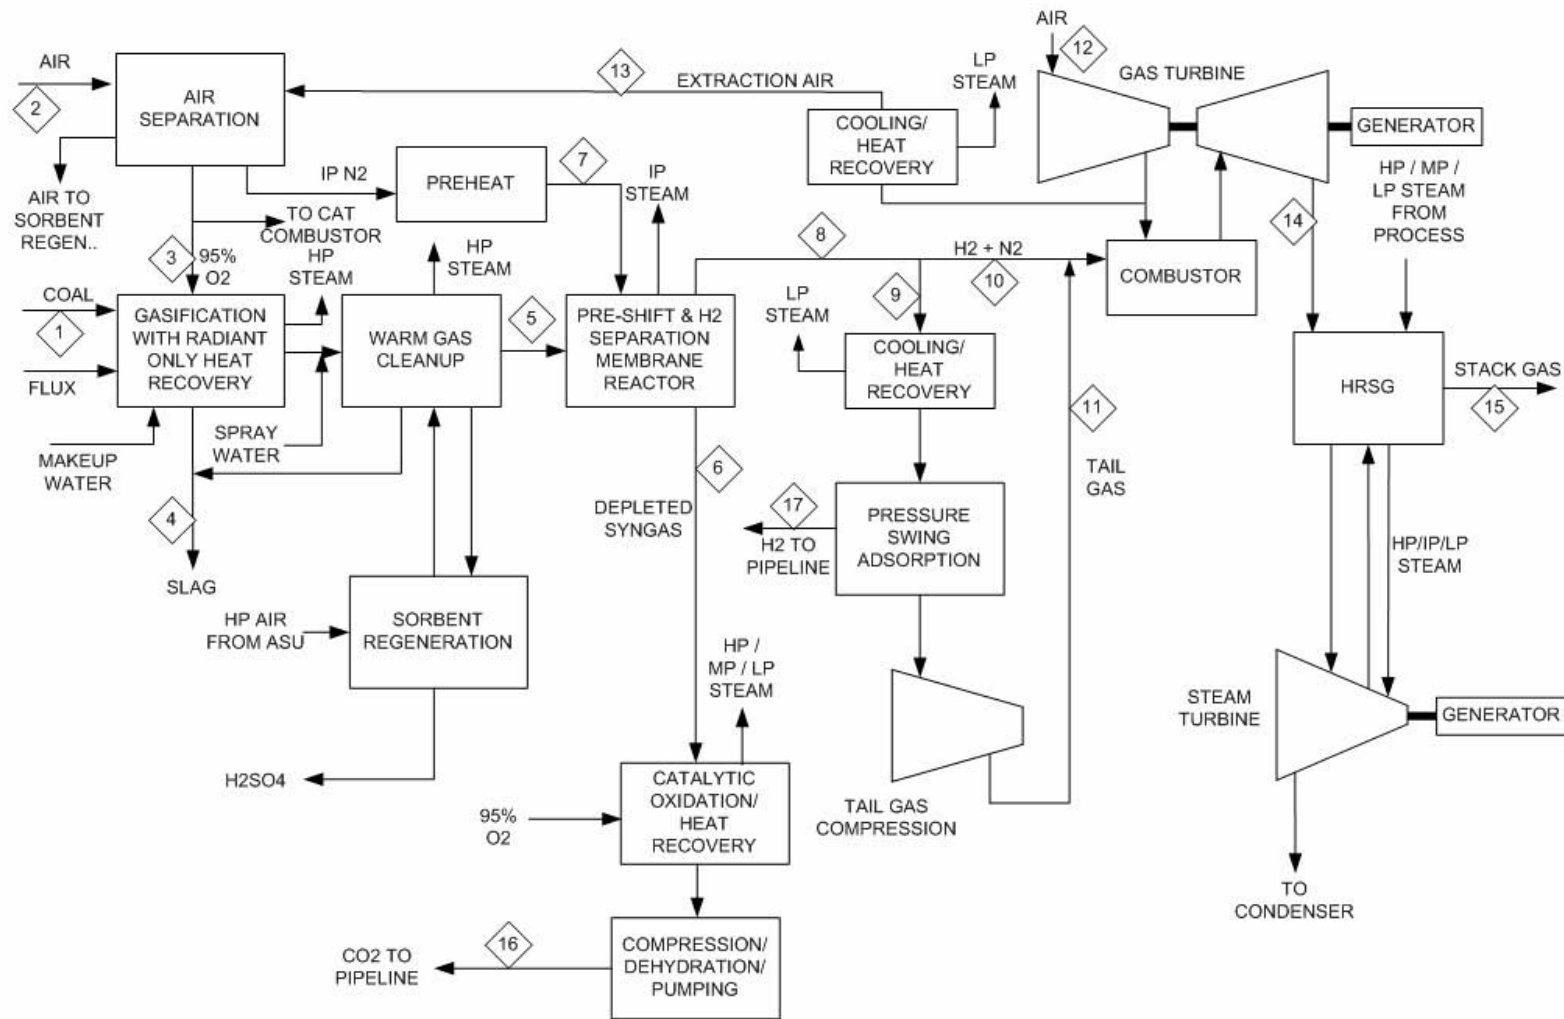 AIR
2
AIR
SEPARATION
AIR TO
SORBENT
REGEN..
13
EXTRACTION AIR
COOLING/
HEAT
RECOVERY
LP
STEAM
AIR
12
GAS TURBINE
GENERATOR
HP / MP /
LP STEAM
FROM
PROCESS
14
IP N2
PREHEAT
7
IP
STEAM
TO CAT
COMBUSTOR
3
95%
O2
HP
STEAM
HP
STEAM
COAL
1
FLUX
GASIFICATION
WITH RADIANT
ONLY HEAT
RECOVERY
MAKEUP
WATER
SPRAY
WATER
4
SLAG
WARM GAS
CLEANUP
5
PRE-SHIFT & H2
SEPARATION
MEMBRANE
REACTOR
8
H2 + N2
10
9
LP
STEAM
COOLING/
HEAT
RECOVERY
COMBUSTOR
11
TAIL
GAS
HRSG
STACK GAS
15
6
DEPLETED
SYNGAS
17
H2 TO
PIPELINE
PRESSURE
SWING
ADSORPTION
HP/IP/LP
STEAM
HP AIR
FROM ASU
SORBENT
REGENERATION
H2SO4
HP /
MP / LP
STEAM
95%
O2
CATALYTIC
OXIDATION/
HEAT
RECOVERY
TAIL GAS
COMPRESSION
STEAM
TURBINE
GENERATOR
TO
CONDENSER
CO2 TO
PIPELINE
16
COMPRESSION/
DEHYDRATION/
PUMPING